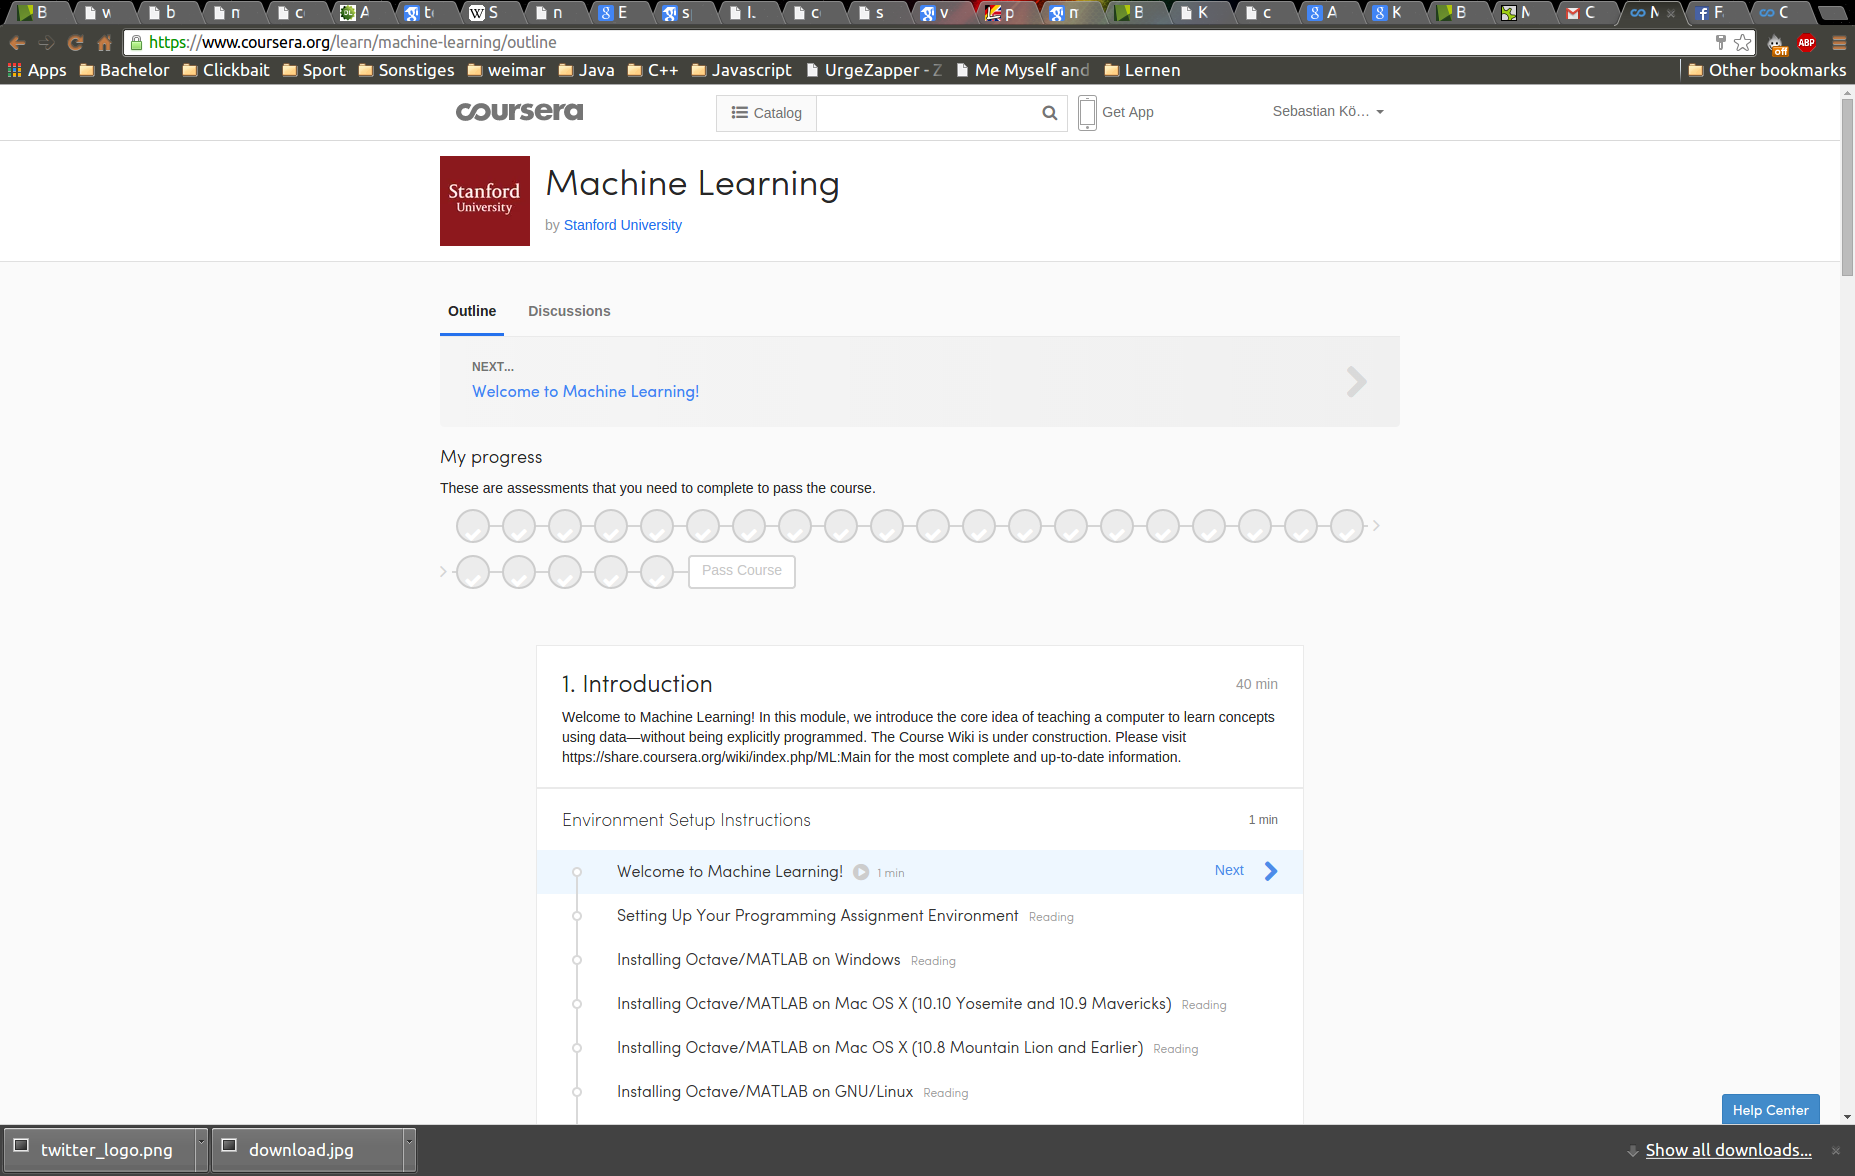 https://www.coursera.org/learn/machine-learning/outline
Apps Bachelor Clickbait Sport Sonstiges weimar Java C++ Javascript UrgeZapper - Z Me Myself and Lernen Other bookmarks
coursera Catalog Get App Sebastian Kö…
Stanford
University
Machine Learning
by Stanford University
Outline Discussions
NEXT...
Welcome to Machine Learning!
My progress
These are assessments that you need to complete to pass the course.
Pass Course
1. Introduction 40 min
Welcome to Machine Learning! In this module, we introduce the core idea of teaching a computer to learn concepts
using data—without being explicitly programmed. The Course Wiki is under construction. Please visit
https://share.coursera.org/wiki/index.php/ML:Main for the most complete and up-to-date information.
Environment Setup Instructions 1 min
Welcome to Machine Learning! 1 min Next
Setting Up Your Programming Assignment Environment Reading
Installing Octave/MATLAB on Windows Reading
Installing Octave/MATLAB on Mac OS X (10.10 Yosemite and 10.9 Mavericks) Reading
Installing Octave/MATLAB on Mac OS X (10.8 Mountain Lion and Earlier) Reading
Installing Octave/MATLAB on GNU/Linux Reading
Help Center
twitter_logo.png download.jpg Show all downloads...